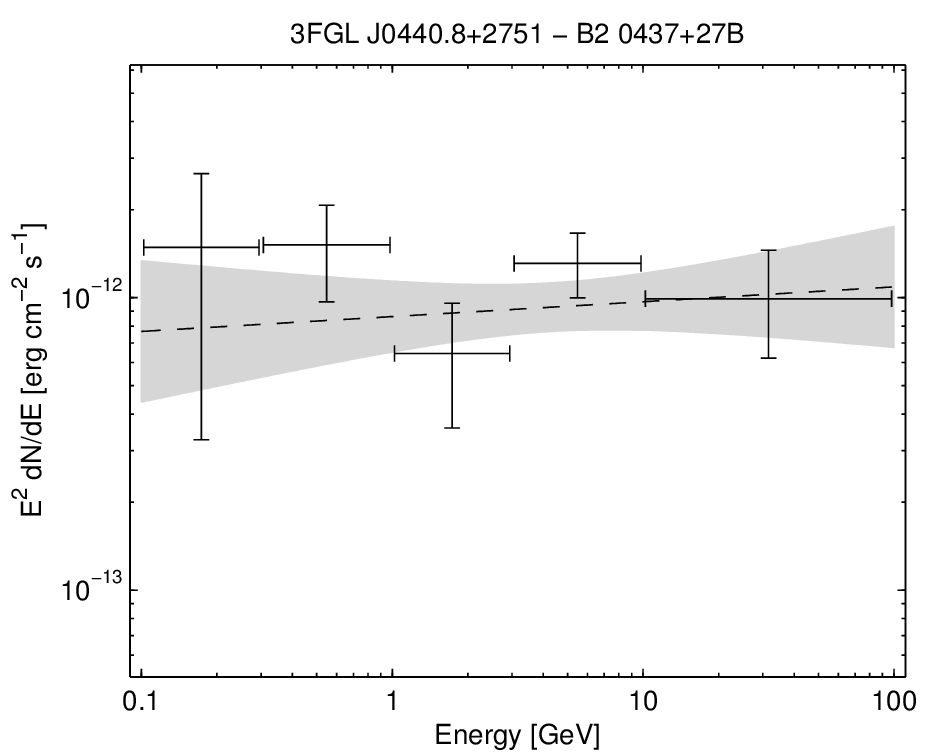 3FGL J0440.8+2751 − B2 0437+27B
E² dN/dE [erg cm⁻² s⁻¹]
10⁻¹²
10⁻¹³
0.1 1 10 100
Energy [GeV]